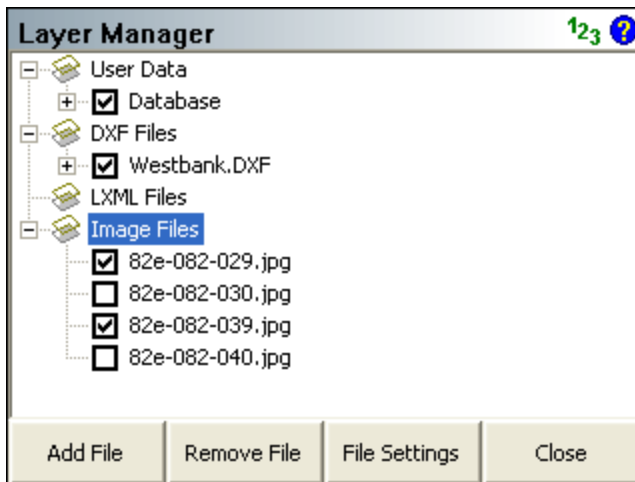 Layer Manager 123 ?
User Data
Database
DXF Files
Westbank.DXF
LXML Files
Image Files
82e-082-029.jpg
82e-082-030.jpg
82e-082-039.jpg
82e-082-040.jpg
Add File Remove File File Settings Close